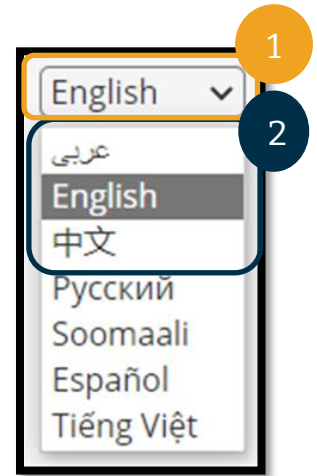 1
English
2
عربى
English
中文
Русский
Soomaali
Español
Tiếng Việt